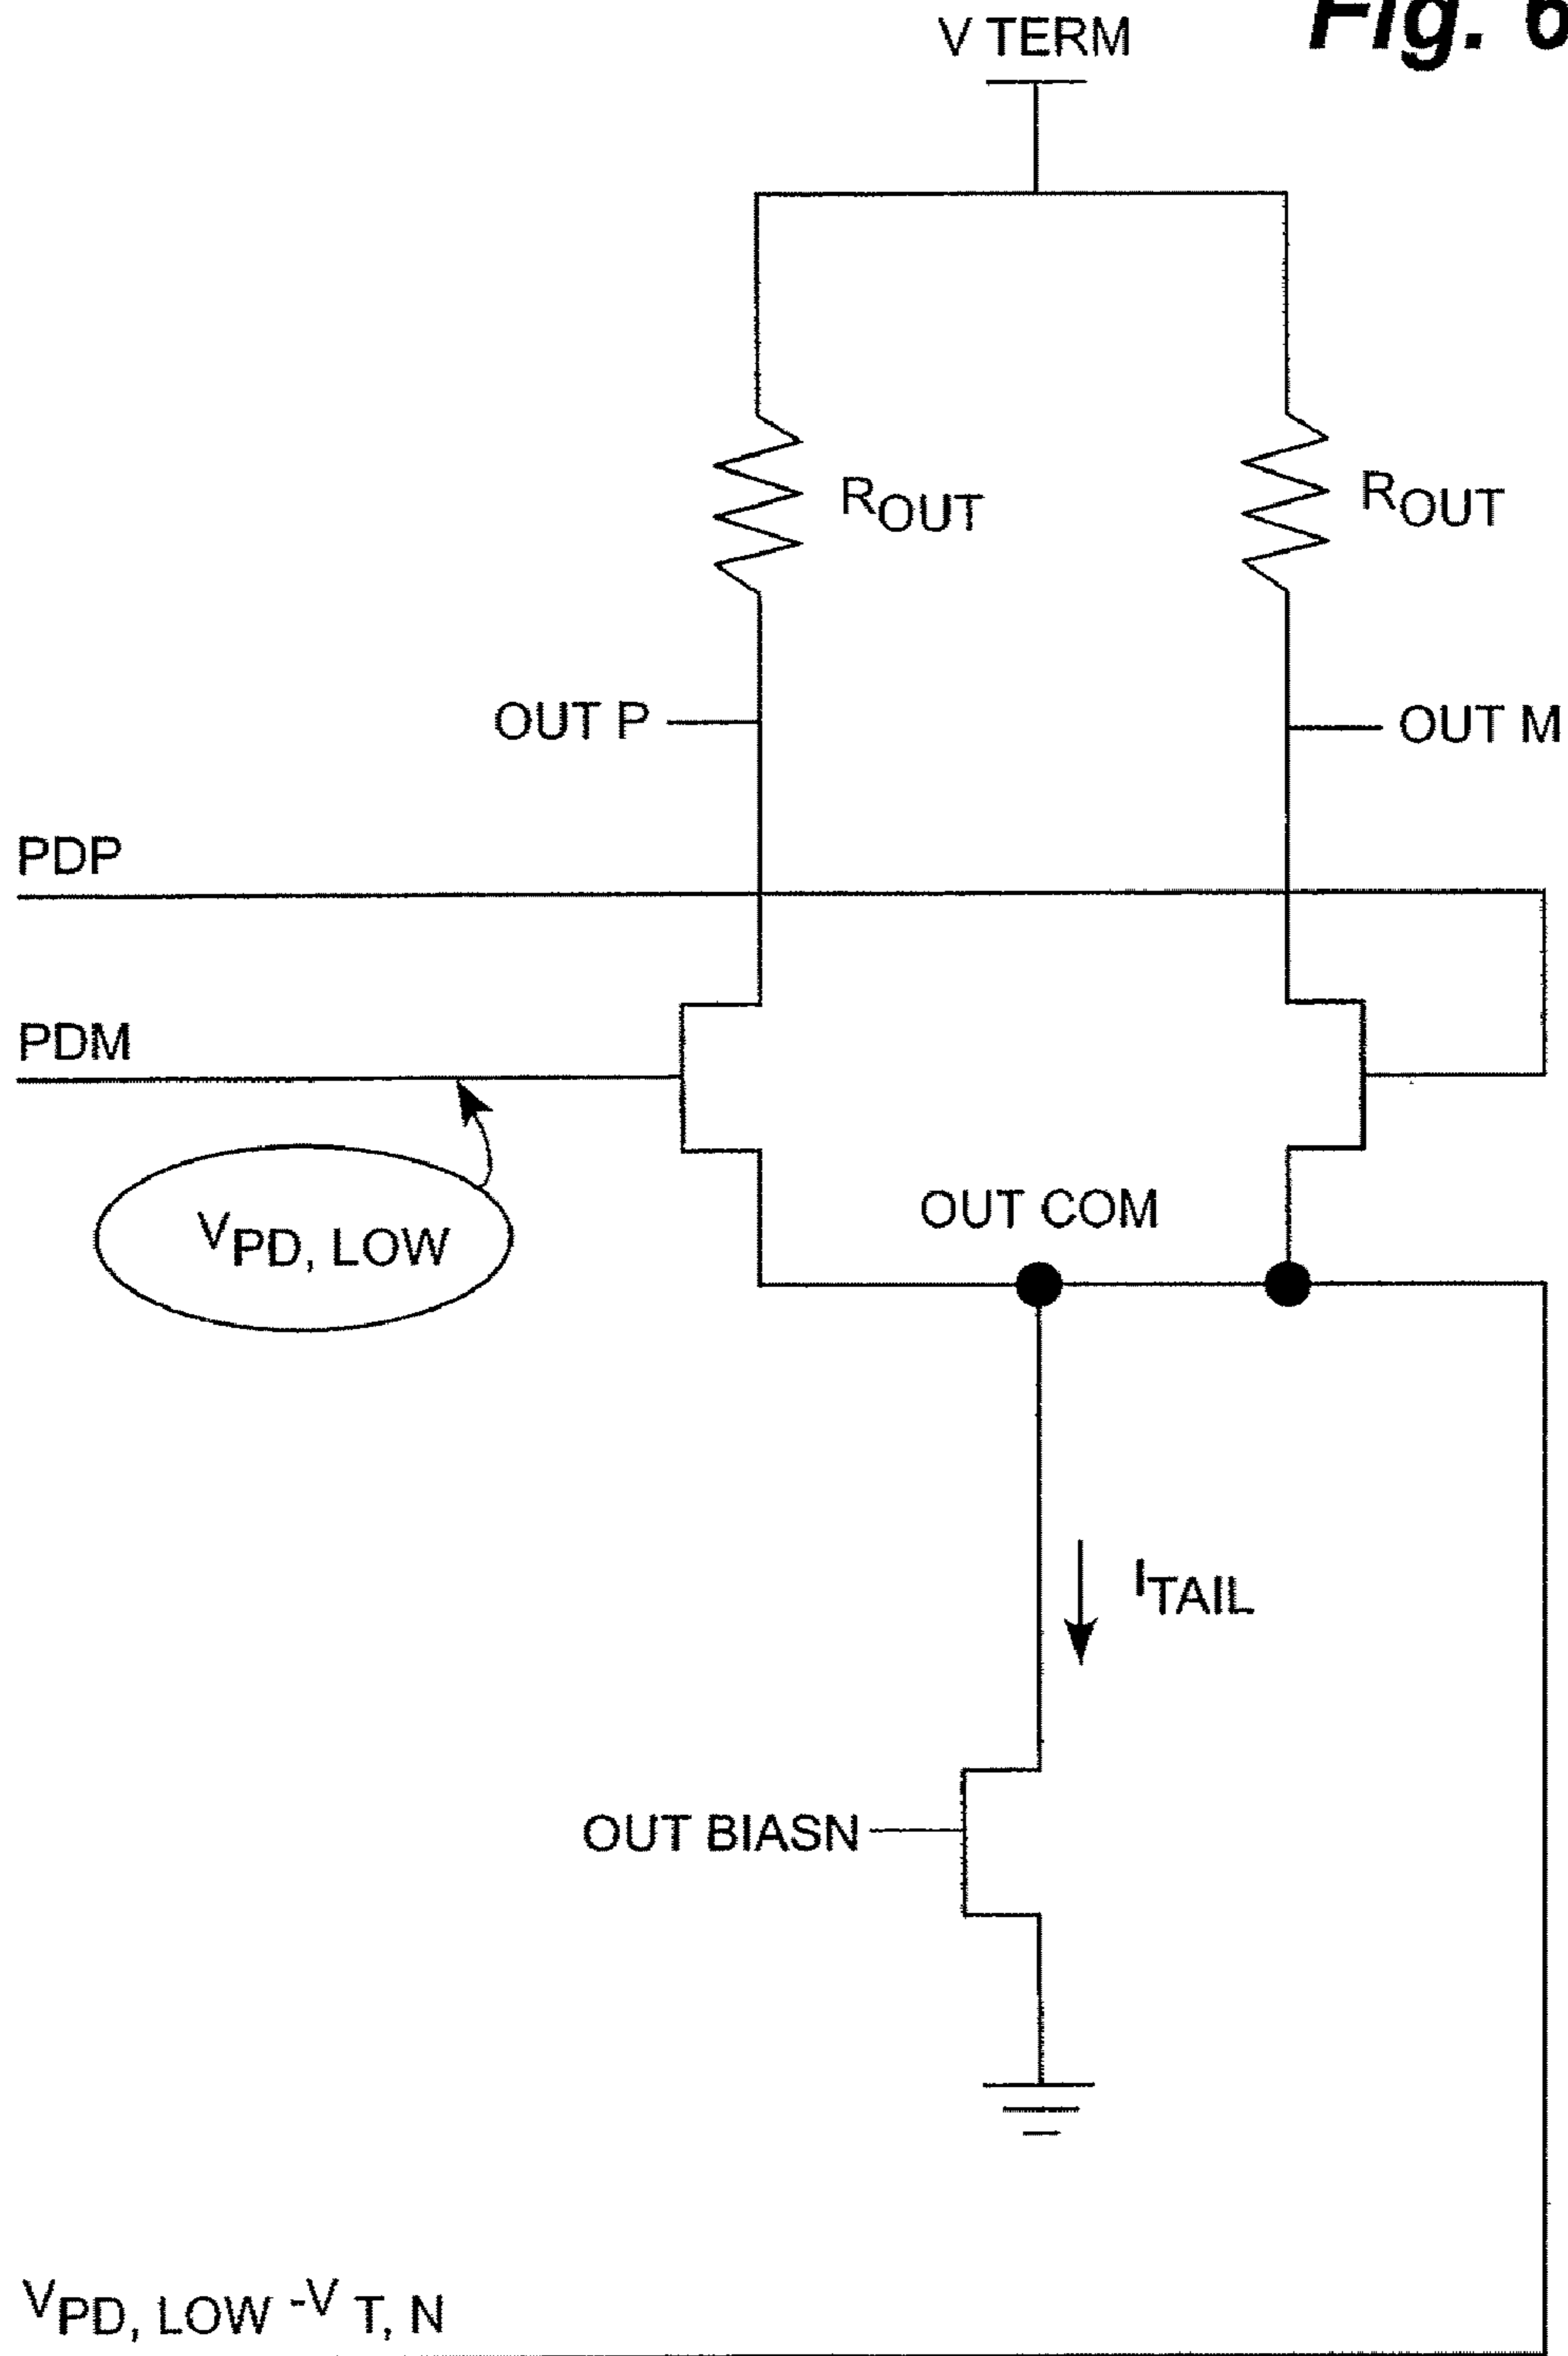 Fig. 6
V TERM
ROUT
ROUT
OUT P
OUT M
PDP
PDM
VPD, LOW
OUT COM
ITAIL
OUT BIASN
VPD, LOW -V T, N